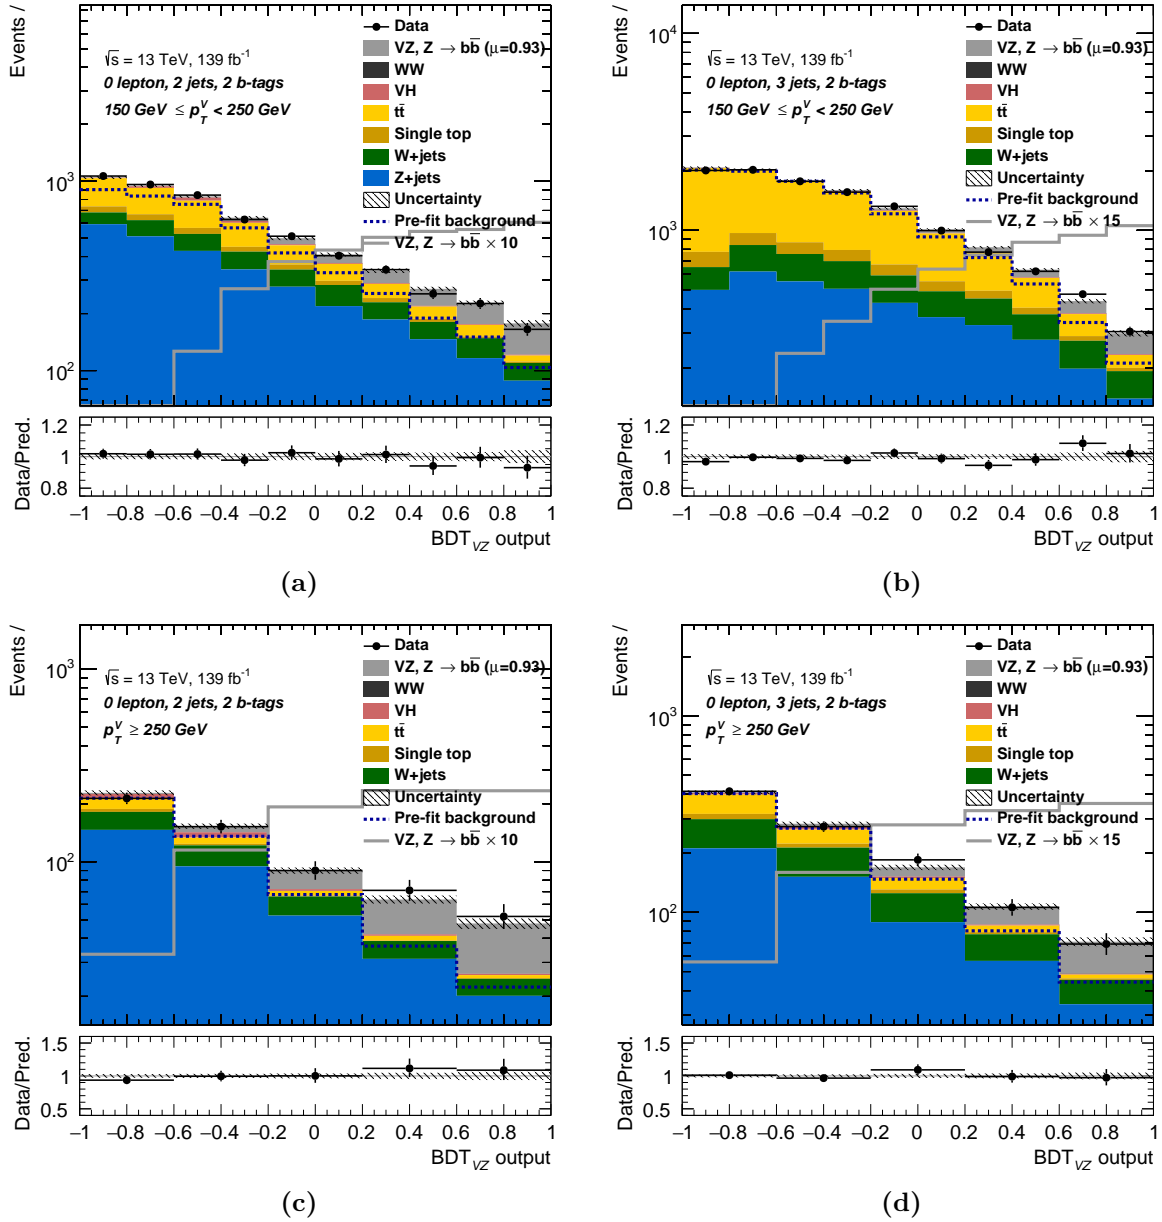 Events /
10³
10²
√s = 13 TeV, 139 fb⁻¹
0 lepton, 2 jets, 2 b-tags
150 GeV ≤ p_T^V < 250 GeV
Data
VZ, Z → bb̅ (μ=0.93)
WW
VH
tt̅
Single top
W+jets
Z+jets
Uncertainty
Pre-fit background
VZ, Z → bb̅ × 10
Data/Pred.
1.2
1
0.8
−1 −0.8 −0.6 −0.4 −0.2 0 0.2 0.4 0.6 0.8 1
BDT_VZ output
(a)
Events /
10⁴
10³
√s = 13 TeV, 139 fb⁻¹
0 lepton, 3 jets, 2 b-tags
150 GeV ≤ p_T^V < 250 GeV
Data
VZ, Z → bb̅ (μ=0.93)
WW
VH
tt̅
Single top
W+jets
Uncertainty
Pre-fit background
VZ, Z → bb̅ × 15
Data/Pred.
1.2
1
0.8
−1 −0.8 −0.6 −0.4 −0.2 0 0.2 0.4 0.6 0.8 1
BDT_VZ output
(b)
Events /
10³
10²
√s = 13 TeV, 139 fb⁻¹
0 lepton, 2 jets, 2 b-tags
p_T^V ≥ 250 GeV
Data
VZ, Z → bb̅ (μ=0.93)
WW
VH
tt̅
Single top
W+jets
Uncertainty
Pre-fit background
VZ, Z → bb̅ × 10
Data/Pred.
1.5
1
0.5
−1 −0.8 −0.6 −0.4 −0.2 0 0.2 0.4 0.6 0.8 1
BDT_VZ output
(c)
Events /
10³
10²
√s = 13 TeV, 139 fb⁻¹
0 lepton, 3 jets, 2 b-tags
p_T^V ≥ 250 GeV
Data
VZ, Z → bb̅ (μ=0.93)
WW
VH
tt̅
Single top
W+jets
Uncertainty
Pre-fit background
VZ, Z → bb̅ × 15
Data/Pred.
1.5
1
0.5
−1 −0.8 −0.6 −0.4 −0.2 0 0.2 0.4 0.6 0.8 1
BDT_VZ output
(d)